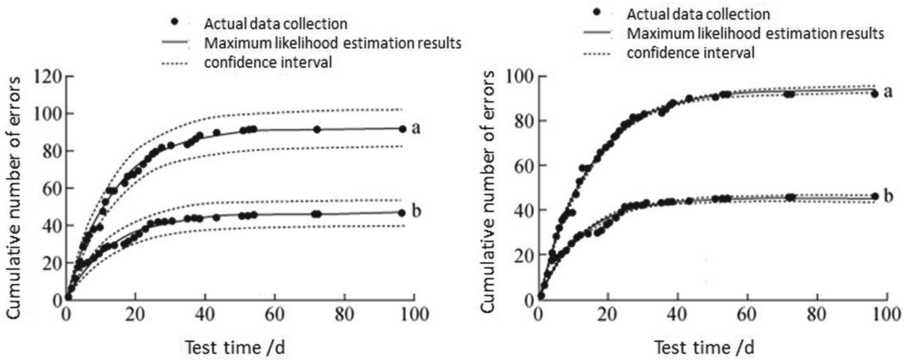 Actual data collection
Maximum likelihood estimation results
confidence interval
Cumulative number of errors
120
100
80
60
40
20
0
a
b
0 20 40 60 80 100
Test time /d
Actual data collection
Maximum likelihood estimation results
confidence interval
Cumulative number of errors
100
80
60
40
20
0
a
b
0 20 40 60 80 100
Test time /d